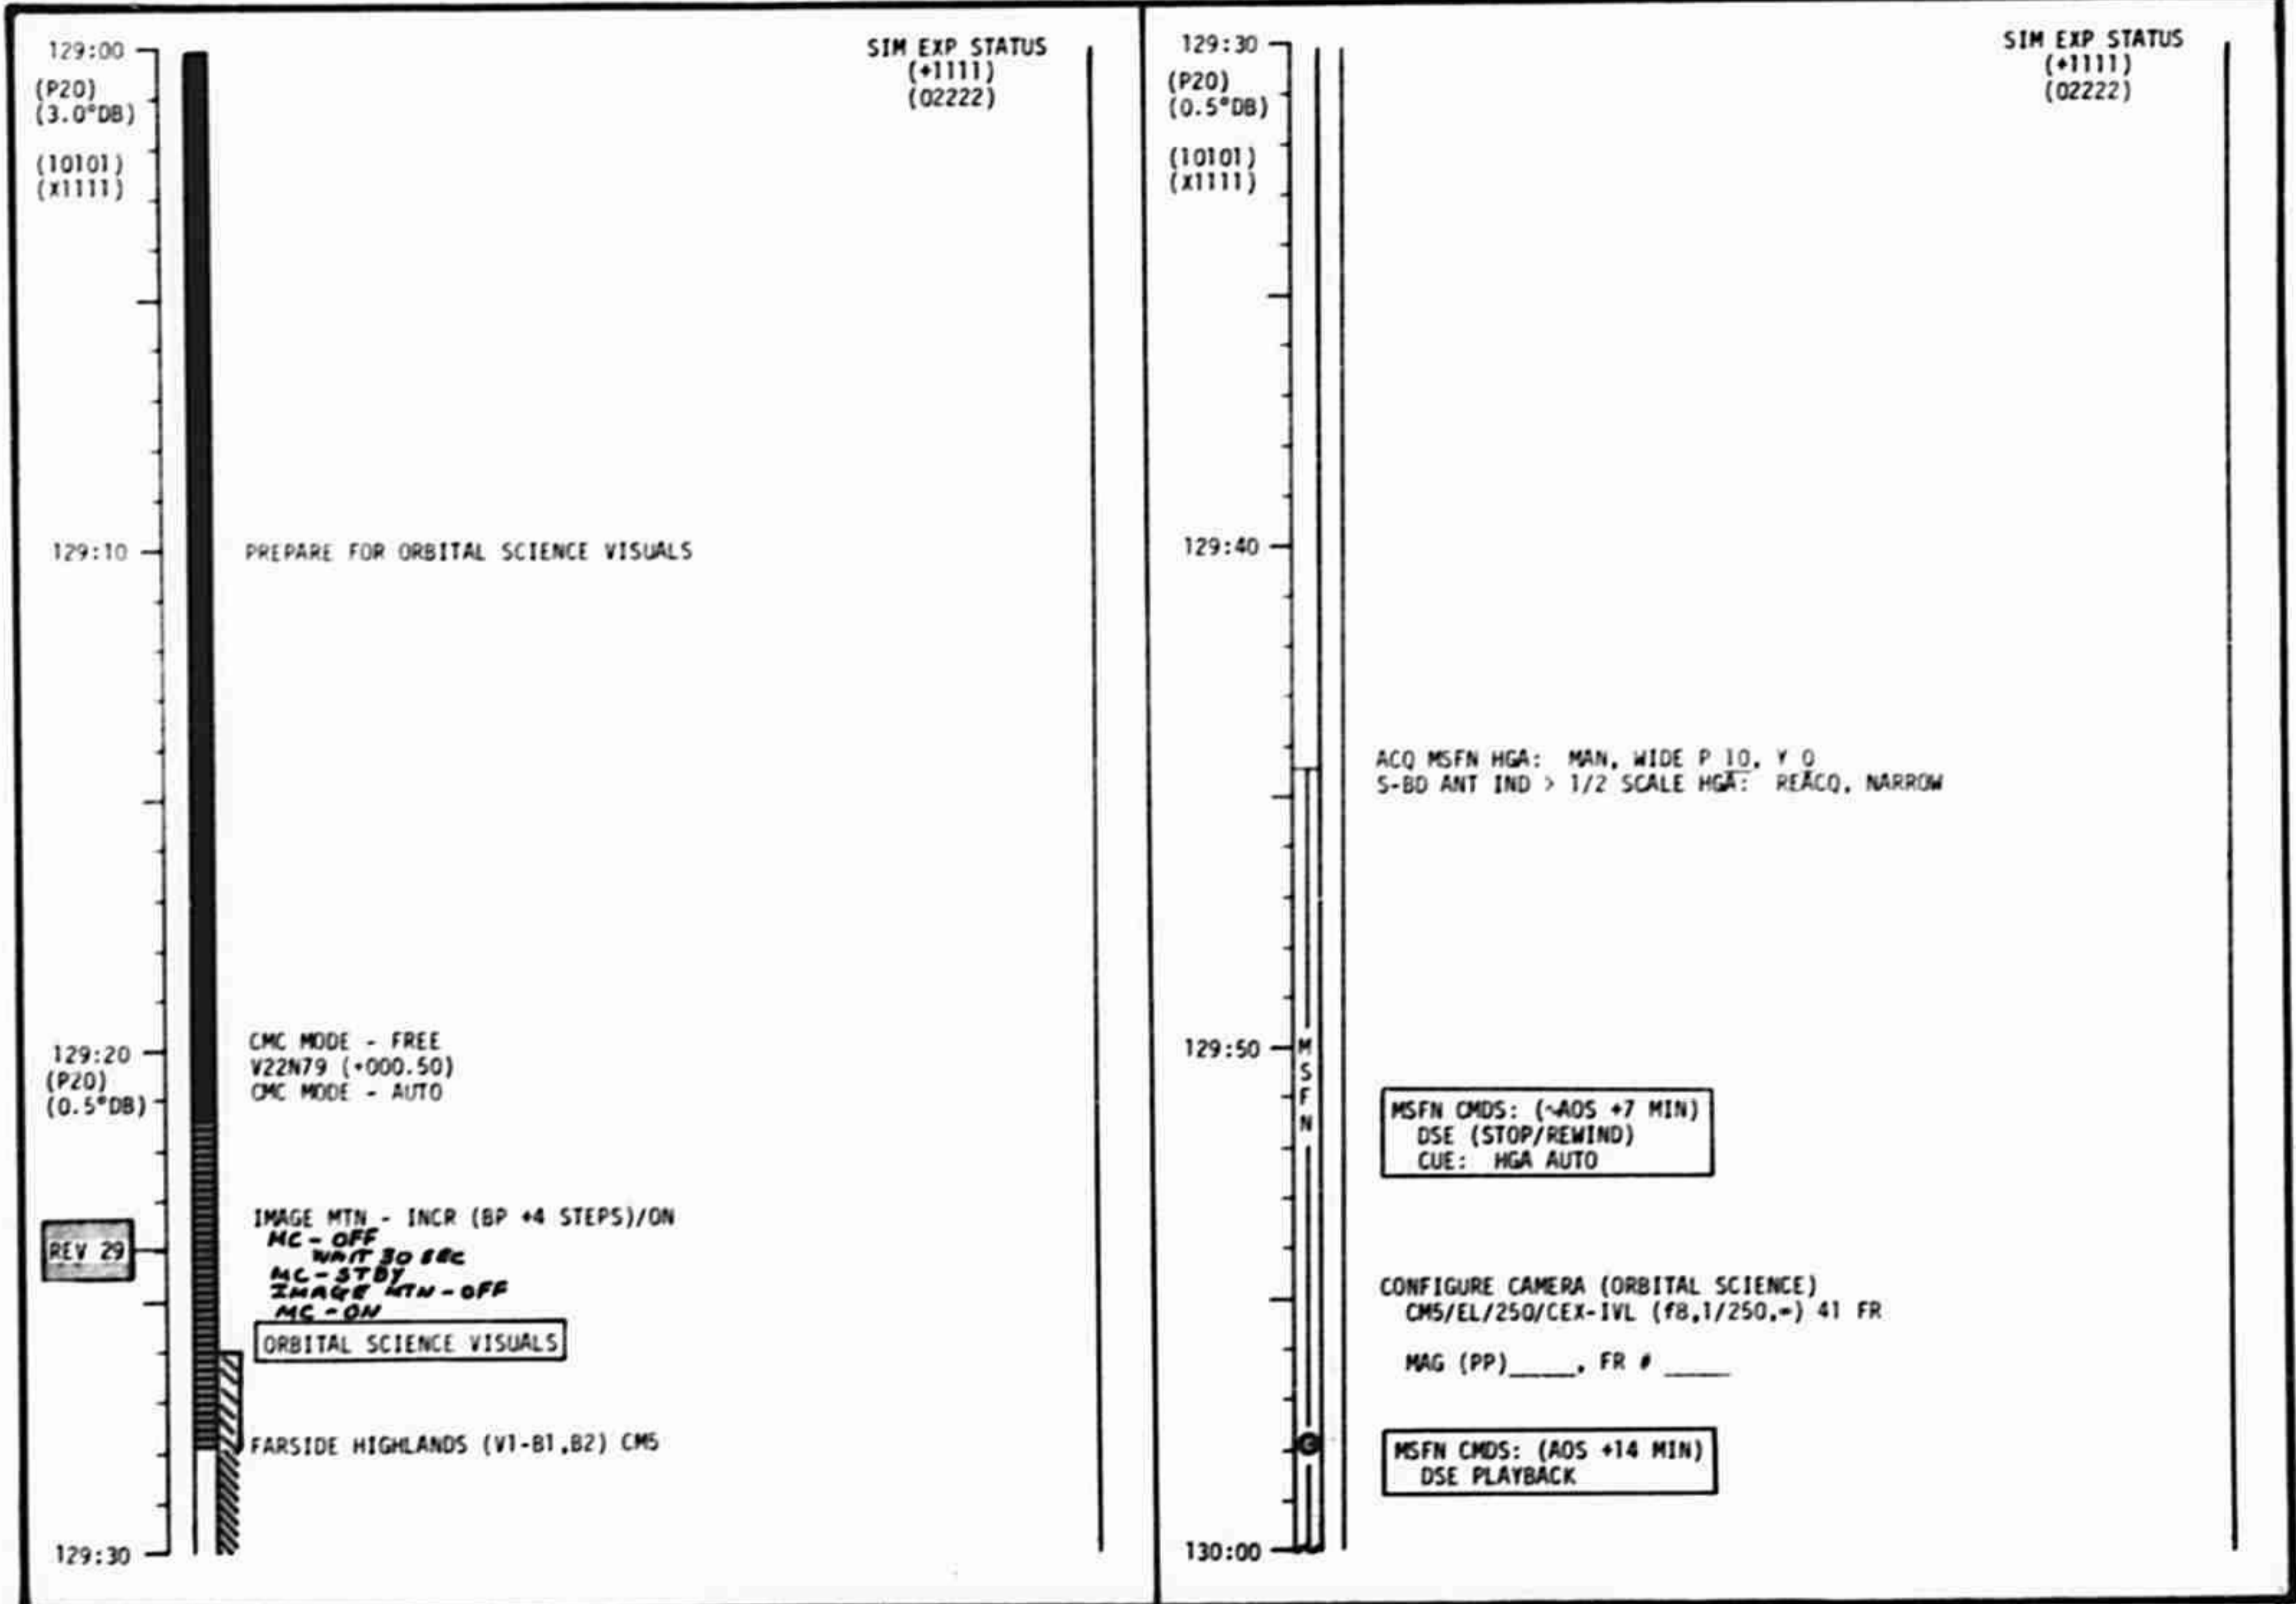 129:00
(P20)
(3.0°DB)
(10101)
(X1111)
SIM EXP STATUS
(+1111)
(02222)
129:10
PREPARE FOR ORBITAL SCIENCE VISUALS
129:20
(P20)
(0.5°DB)
CMC MODE - FREE
V22N79 (+000.50)
CMC MODE - AUTO
REV 29
IMAGE MTN - INCR (BP +4 STEPS)/ON
MC - OFF
WAIT 30 SEC
MC - STBY
IMAGE MTN - OFF
MC - ON
ORBITAL SCIENCE VISUALS
FARSIDE HIGHLANDS (V1-B1,B2) CM5
129:30
129:30
(P20)
(0.5°DB)
(10101)
(X1111)
SIM EXP STATUS
(+1111)
(02222)
129:40
ACQ MSFN HGA: MAN, WIDE P 10, Y 0
S-BD ANT IND > 1/2 SCALE HGA: REACQ, NARROW
129:50
MSFN
MSFN CMDS: (~AOS +7 MIN)
DSE (STOP/REWIND)
CUE: HGA AUTO
CONFIGURE CAMERA (ORBITAL SCIENCE)
CM5/EL/250/CEX-IVL (f8,1/250,∞) 41 FR
MAG (PP)_____, FR # _____
MSFN CMDS: (AOS +14 MIN)
DSE PLAYBACK
130:00